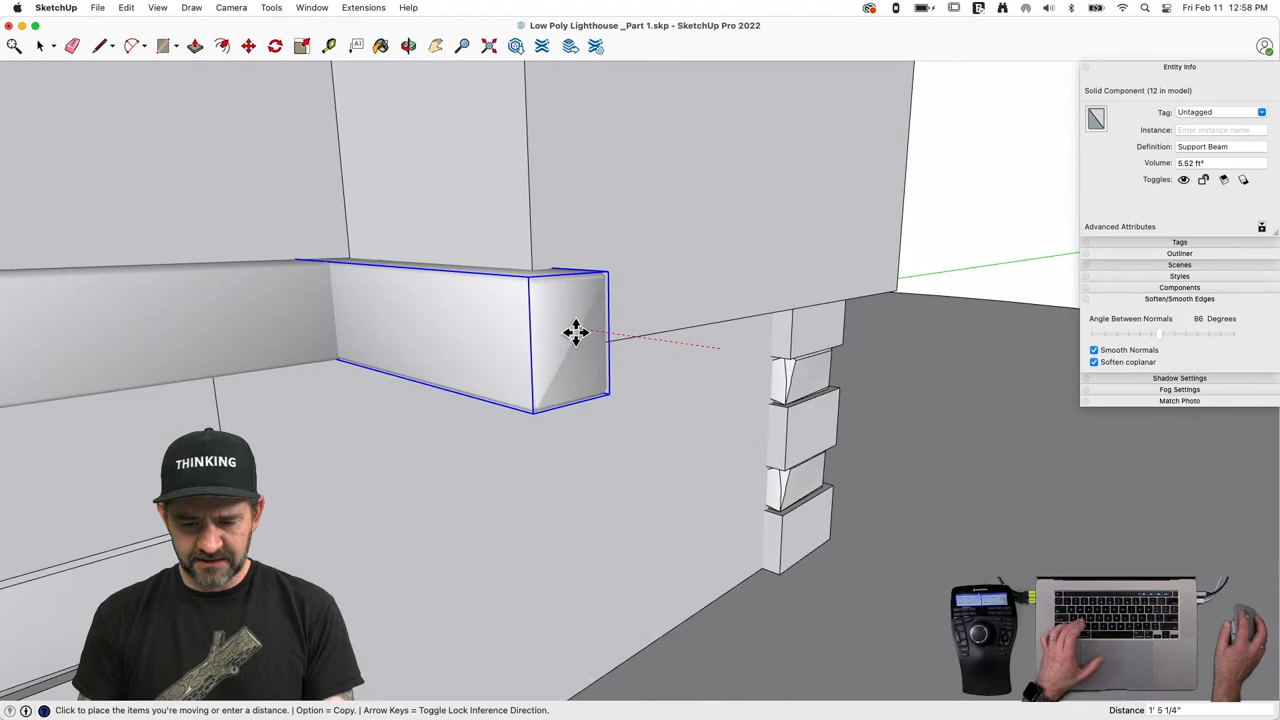 SketchUp File Edit View Draw Camera Tools Window Extensions Help
Fri Feb 11 12:58 PM
Low Poly Lighthouse _Part 1.skp - SketchUp Pro 2022
Entity Info
Solid Component (12 in model)
Tag: Untagged
Instance: Enter instance name
Definition: Support Beam
Volume: 5.52 ft³
Toggles:
Advanced Attributes
Tags
Outliner
Scenes
Styles
Components
Soften/Smooth Edges
Angle Between Normals 86 Degrees
Smooth Normals
Soften coplanar
Shadow Settings
Fog Settings
Match Photo
THINKING
Click to place the items you're moving or enter a distance. | Option = Copy. | Arrow Keys = Toggle Lock Inference Direction.
Distance 1' 5 1/4"